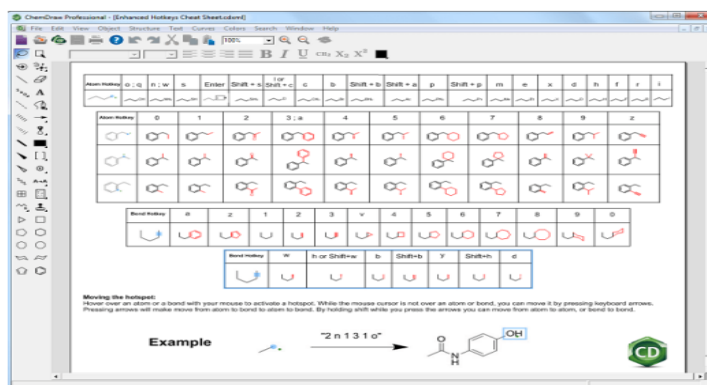 ChemDraw Professional - [Enhanced Hotkeys Cheat Sheet.cdxml]
File Edit View Object Structure Text Curves Colors Search Window Help
100%
B I U CH₂ X₂ X²
A
Atom Hotkey o ; q n ; w s Enter Shift + s l or Shift + c c b Shift + b Shift + a p Shift + p m e x d h f r i
Atom Hotkey 0 1 2 3 ; a 4 5 6 7 8 9 z
Bond Hotkey a z 1 2 3 v 4 5 6 7 8 9 0
Bond Hotkey w h or Shift+w b Shift+b y Shift+h d
Moving the hotspot:
Hover over an atom or a bond with your mouse to activate a hotspot. While the mouse cursor is not over an atom or bond, you can move it by pressing keyboard arrows.
Pressing arrows will make move from atom to bond to atom to bond. By holding shift while you press the arrows you can move from atom to atom, or bond to bond.
Example
"2 n 1 3 1 o"
O
OH
N
H
CD